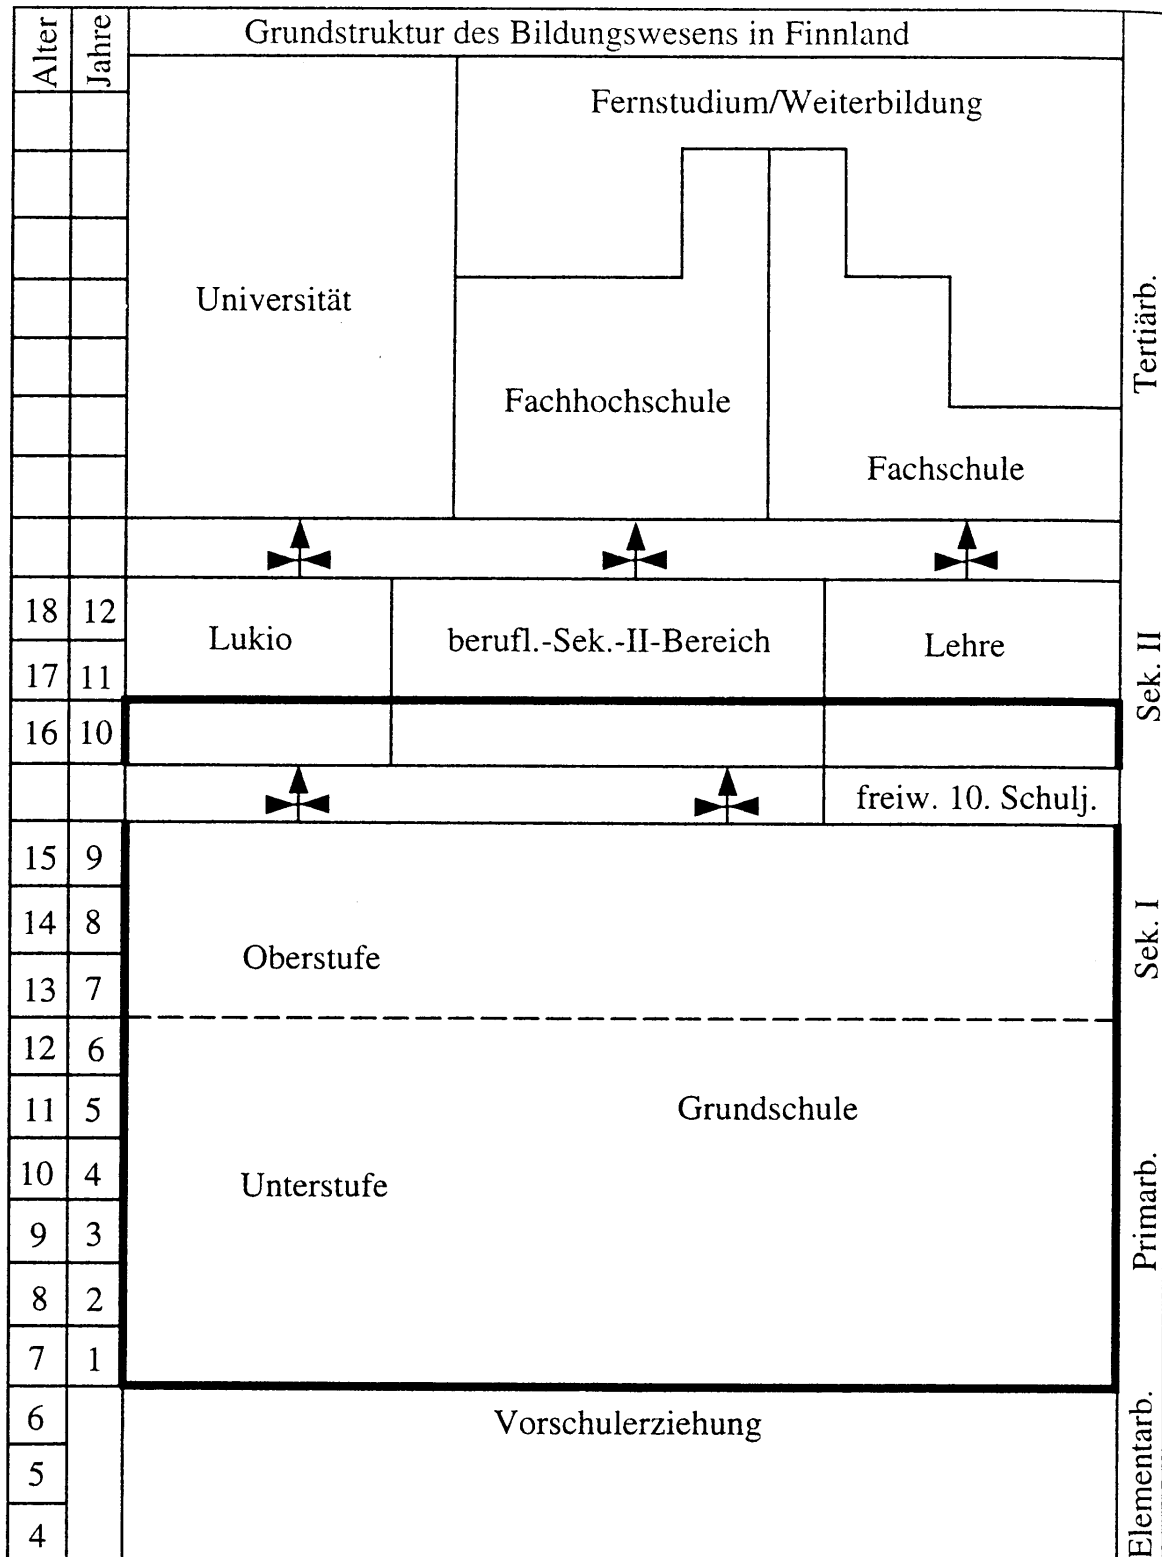 Alter
Jahre
Grundstruktur des Bildungswesens in Finnland
Fernstudium/Weiterbildung
Universität
Fachhochschule
Fachschule
Tertiärb.
18 12
Lukio
berufl.-Sek.-II-Bereich
Lehre
17 11
Sek. II
16 10
freiw. 10. Schulj.
15 9
14 8
Oberstufe
Sek. I
13 7
12 6
11 5
Grundschule
10 4
Unterstufe
Primarb.
9 3
8 2
7 1
6
Vorschulerziehung
5
4
Elementarb.